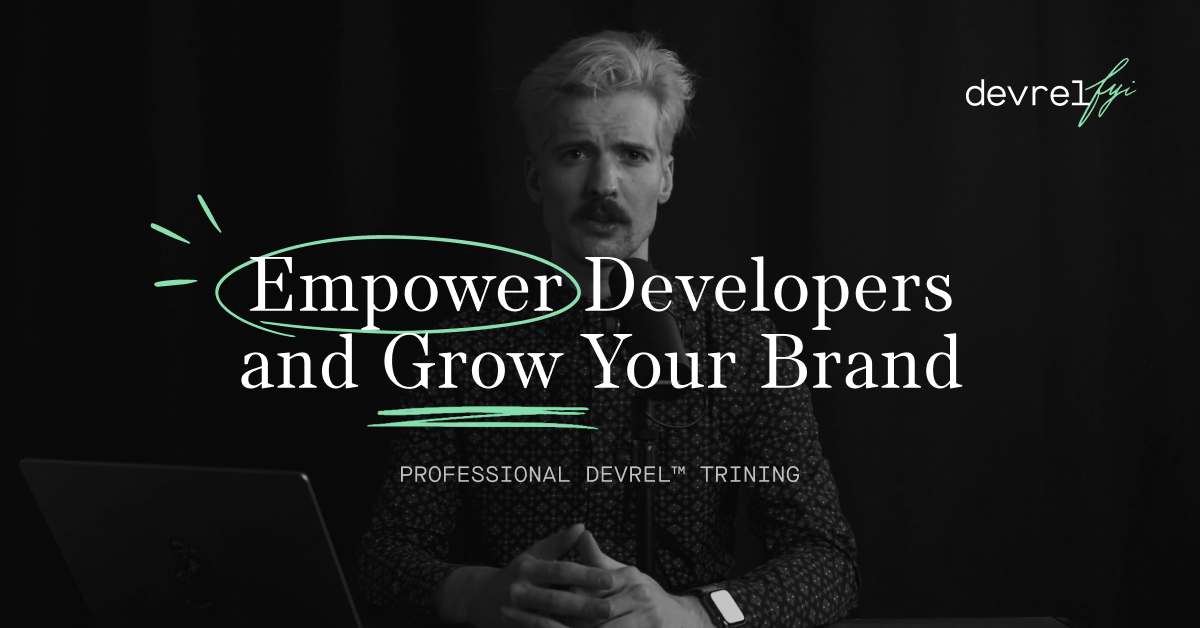 devrelfyi
Empower Developers
and Grow Your Brand
PROFESSIONAL DEVREL™ TRINING